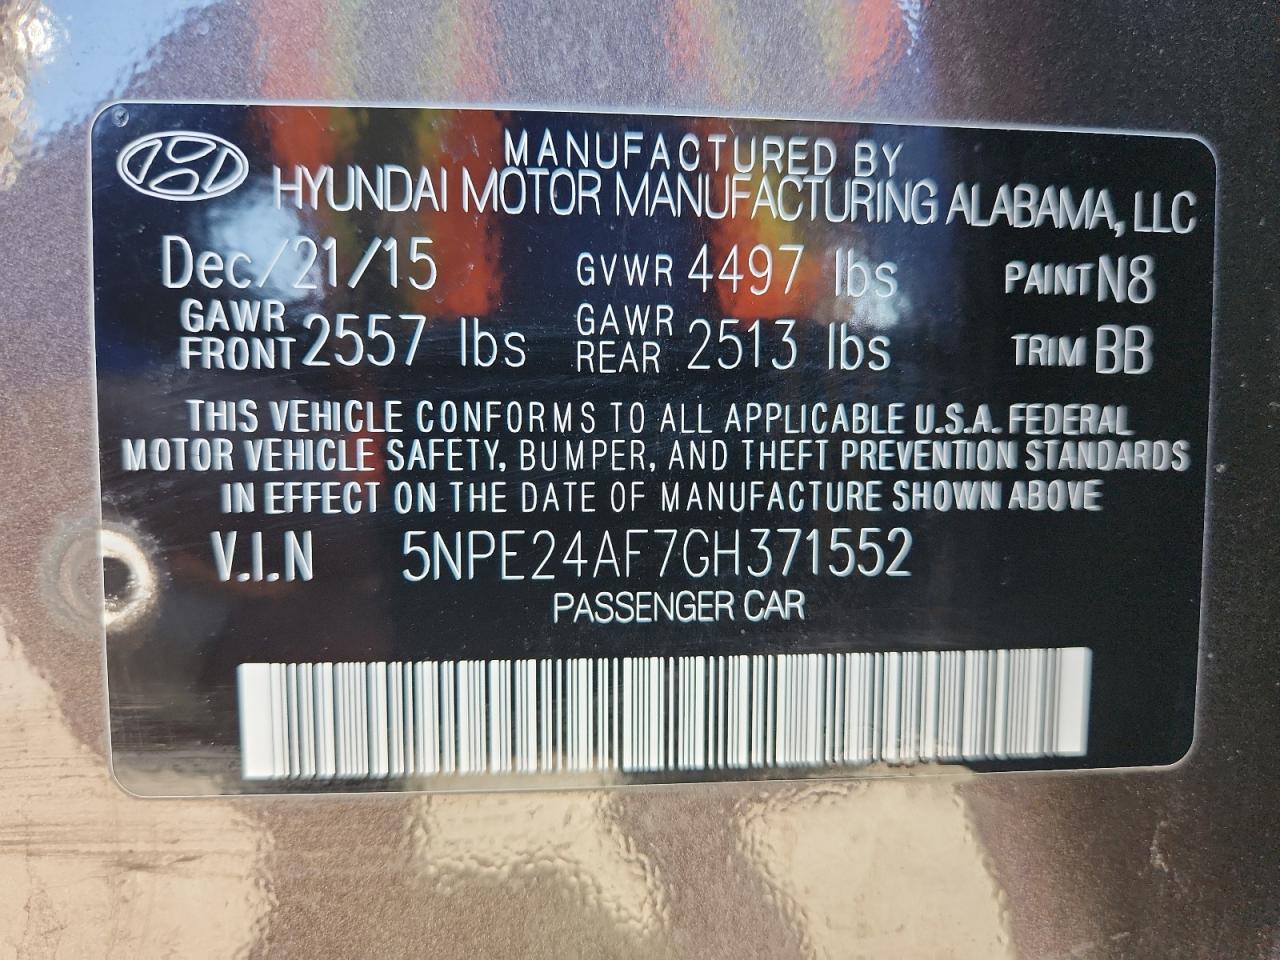 MANUFACTURED BY
HYUNDAI MOTOR MANUFACTURING ALABAMA, LLC
Dec/21/15 GVWR 4497 lbs PAINT N8
GAWR FRONT 2557 lbs GAWR REAR 2513 lbs TRIM BB
THIS VEHICLE CONFORMS TO ALL APPLICABLE U.S.A. FEDERAL
MOTOR VEHICLE SAFETY, BUMPER, AND THEFT PREVENTION STANDARDS
IN EFFECT ON THE DATE OF MANUFACTURE SHOWN ABOVE
V.I.N 5NPE24AF7GH371552
PASSENGER CAR